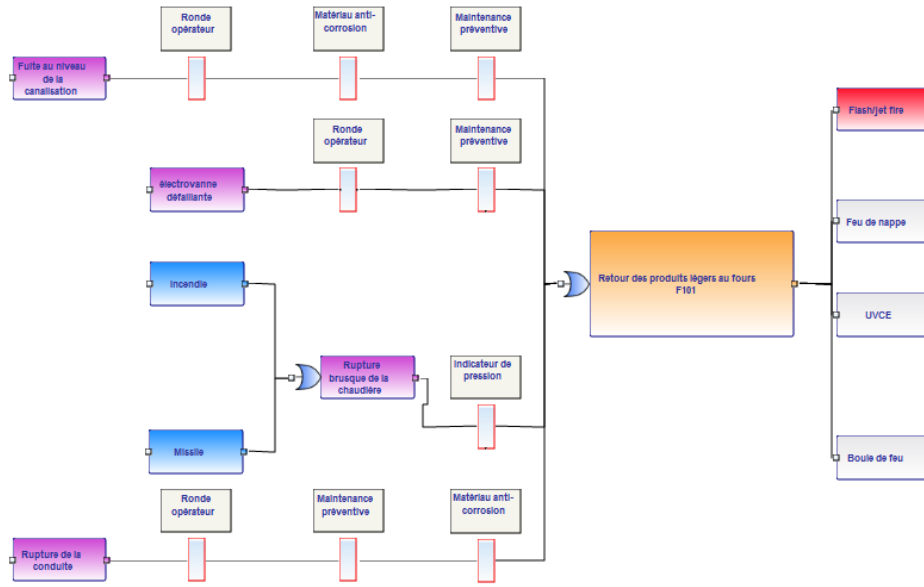 Ronde
opérateur
Matériau anti-
corrosion
Maintenance
préventive
Fuite au niveau
de la
canalisation
Flash/jet fire
Ronde
opérateur
Maintenance
préventive
électrovanne
défaillante
Feu de nappe
Incendie
Retour des produits légers au fours
F101
UVCE
Rupture
brusque de la
chaudière
Indicateur de
pression
Missile
Boule de feu
Ronde
opérateur
Maintenance
préventive
Matériau anti-
corrosion
Rupture de la
conduite